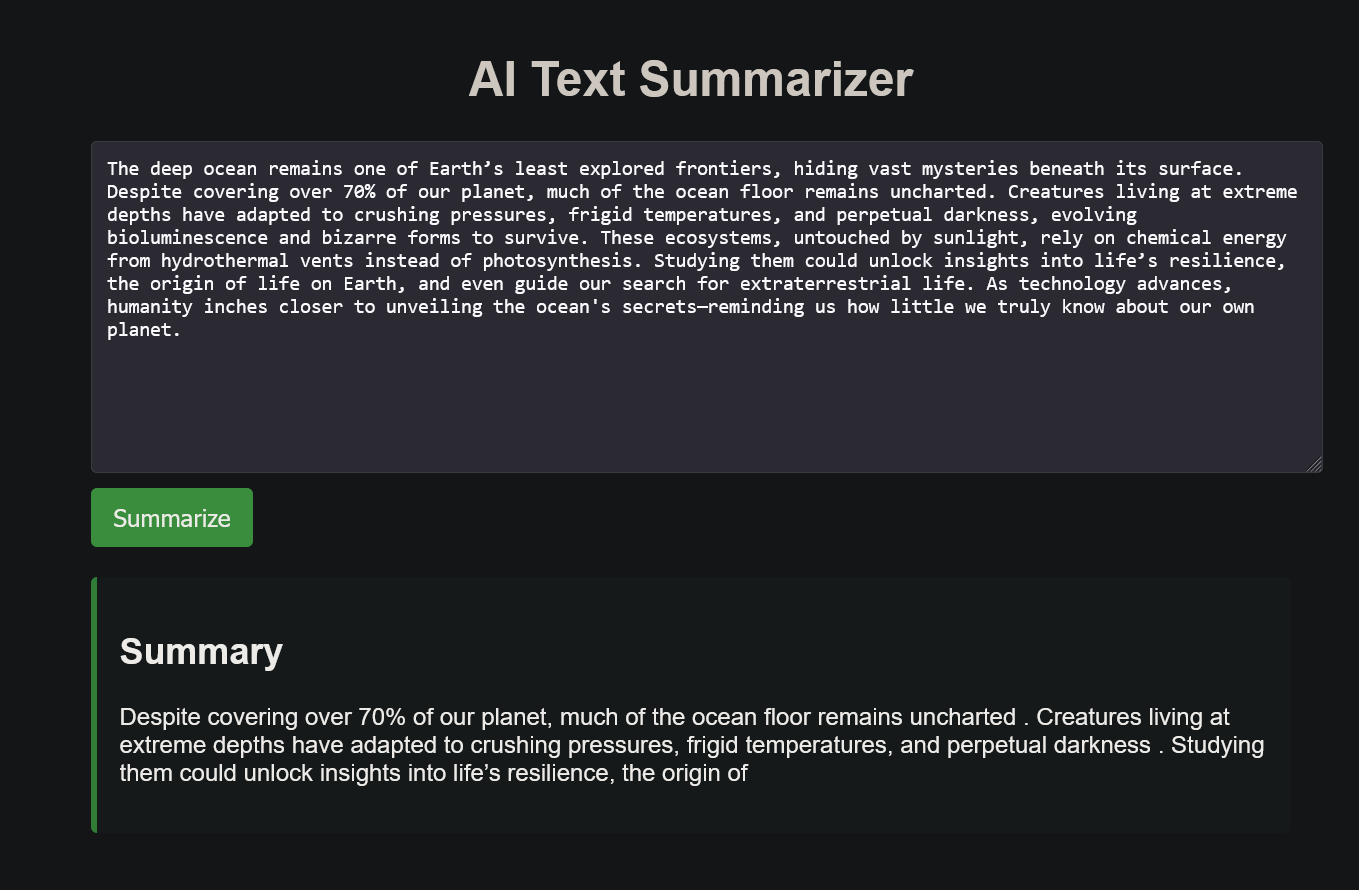 AI Text Summarizer
The deep ocean remains one of Earth’s least explored frontiers, hiding vast mysteries beneath its surface.
Despite covering over 70% of our planet, much of the ocean floor remains uncharted. Creatures living at extreme
depths have adapted to crushing pressures, frigid temperatures, and perpetual darkness, evolving
bioluminescence and bizarre forms to survive. These ecosystems, untouched by sunlight, rely on chemical energy
from hydrothermal vents instead of photosynthesis. Studying them could unlock insights into life’s resilience,
the origin of life on Earth, and even guide our search for extraterrestrial life. As technology advances,
humanity inches closer to unveiling the ocean's secrets—reminding us how little we truly know about our own
planet.
Summarize
Summary
Despite covering over 70% of our planet, much of the ocean floor remains uncharted . Creatures living at
extreme depths have adapted to crushing pressures, frigid temperatures, and perpetual darkness . Studying
them could unlock insights into life’s resilience, the origin of